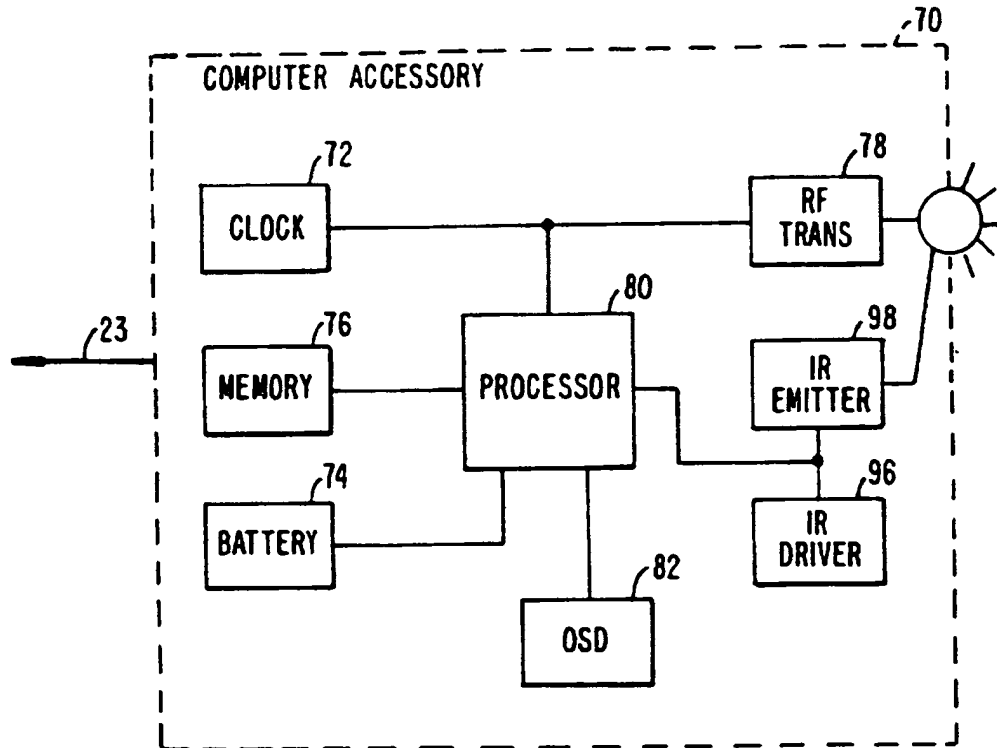 70
COMPUTER ACCESSORY
72
CLOCK
78
RF
TRANS
23
76
MEMORY
80
PROCESSOR
98
IR
EMITTER
74
BATTERY
96
IR
DRIVER
82
OSD